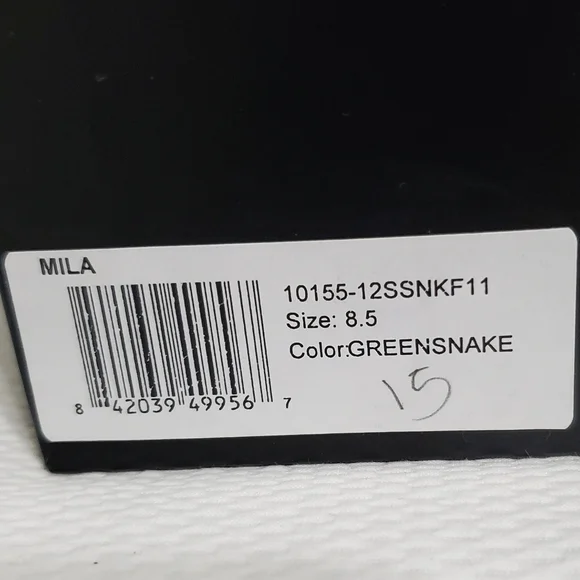 MILA
10155-12SSNKF11
Size: 8.5
Color:GREENSNAKE
15
8 42039 49956 7